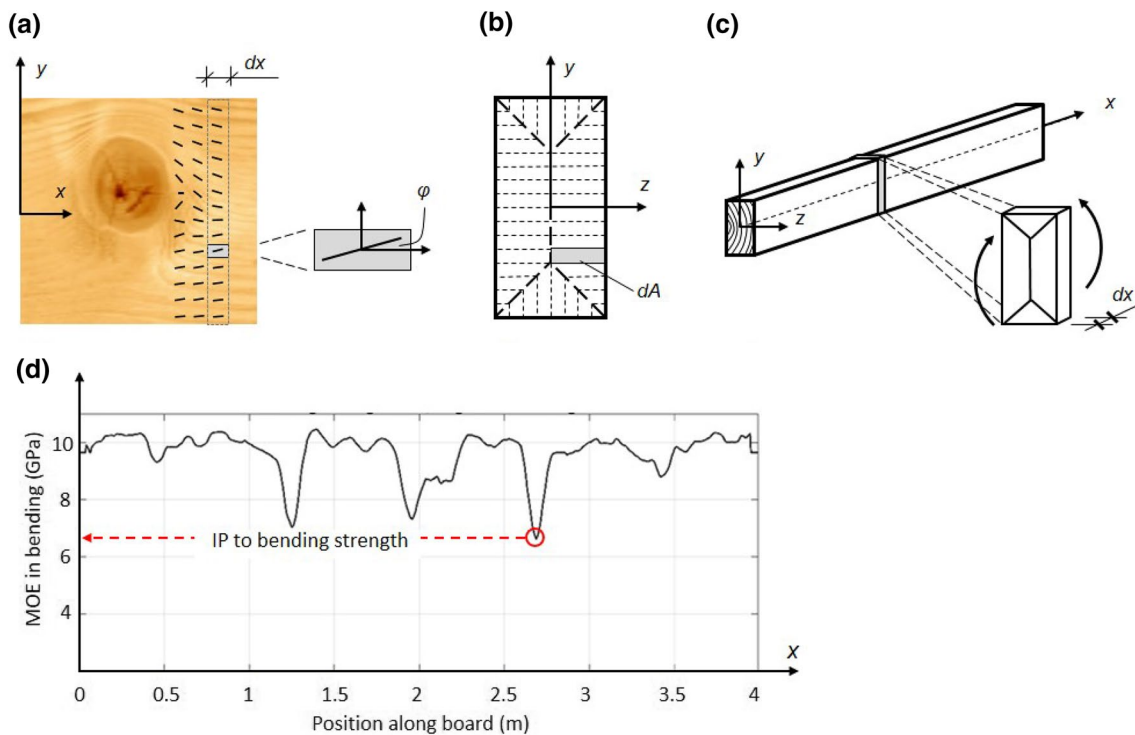 (a)
y
dx
x
φ
(b)
y
z
dA
(c)
x
y
z
dx
(d)
MOE in bending (GPa)
10
8
6
4
IP to bending strength
x
0 0.5 1 1.5 2 2.5 3 3.5 4
Position along board (m)